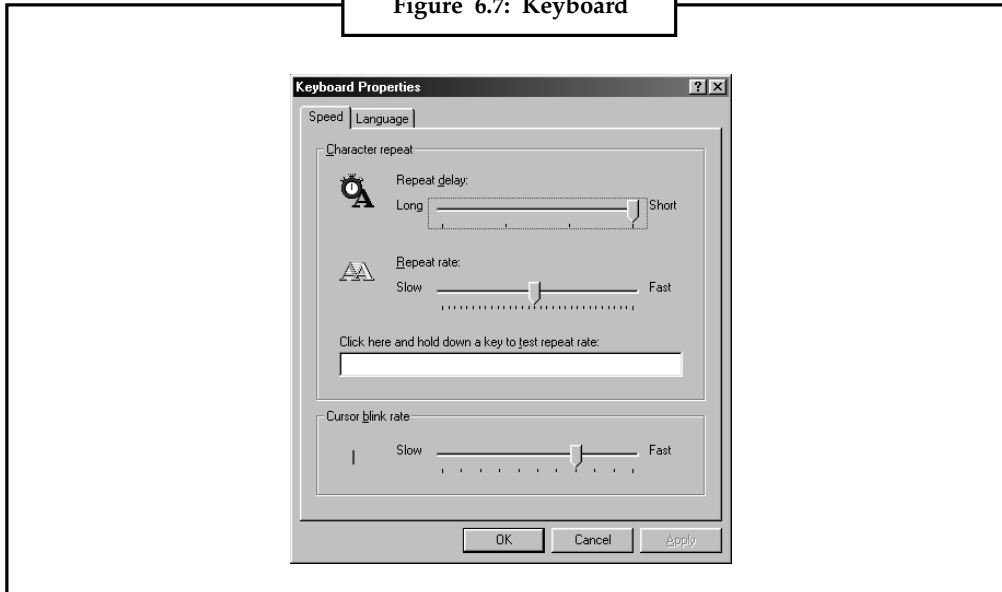 Figure 6.7: Keyboard
Keyboard Properties
Speed Language
Character repeat
Repeat delay:
Long Short
Repeat rate:
Slow Fast
Click here and hold down a key to test repeat rate:
Cursor blink rate
Slow Fast
OK Cancel Apply